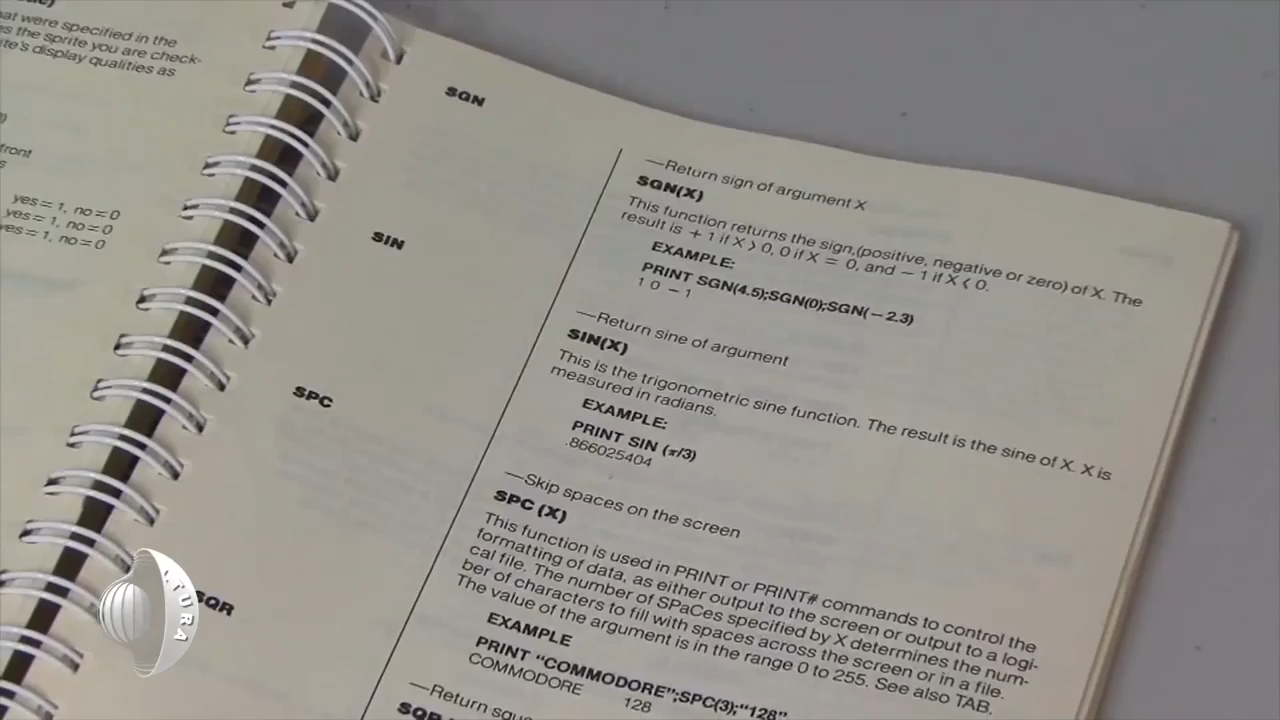 hat were specified in the
es the sprite you are check-
ite's display qualities as
front
yes = 1, no = 0
yes = 1, no = 0
yes = 1, no = 0
SGN
—Return sign of argument X
SGN(X)
This function returns the sign,(positive, negative or zero) of X. The
result is + 1 if X > 0, 0 if X = 0, and − 1 if X < 0.
EXAMPLE:
PRINT SGN(4.5);SGN(0);SGN(− 2.3)
1 0 − 1
SIN
—Return sine of argument
SIN(X)
This is the trigonometric sine function. The result is the sine of X. X is
measured in radians.
EXAMPLE:
PRINT SIN (π/3)
.866025404
SPC
—Skip spaces on the screen
SPC (X)
This function is used in PRINT or PRINT# commands to control the
formatting of data, as either output to the screen or output to a logi-
cal file. The number of SPaCes specified by X determines the num-
ber of characters to fill with spaces across the screen or in a file.
The value of the argument is in the range 0 to 255. See also TAB.
EXAMPLE
PRINT "COMMODORE";SPC(3);"128"
COMMODORE 128
SQR
—Return squ
SQR
LTURA